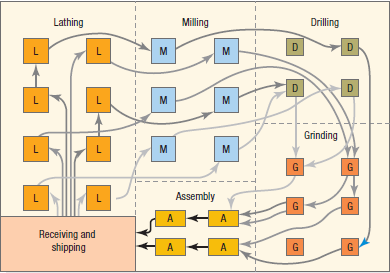 Lathing Milling Drilling
L L M M D D
L L M M D D
Grinding
L L M M G G
Assembly
L L A A G G
Receiving and
shipping
A A G G